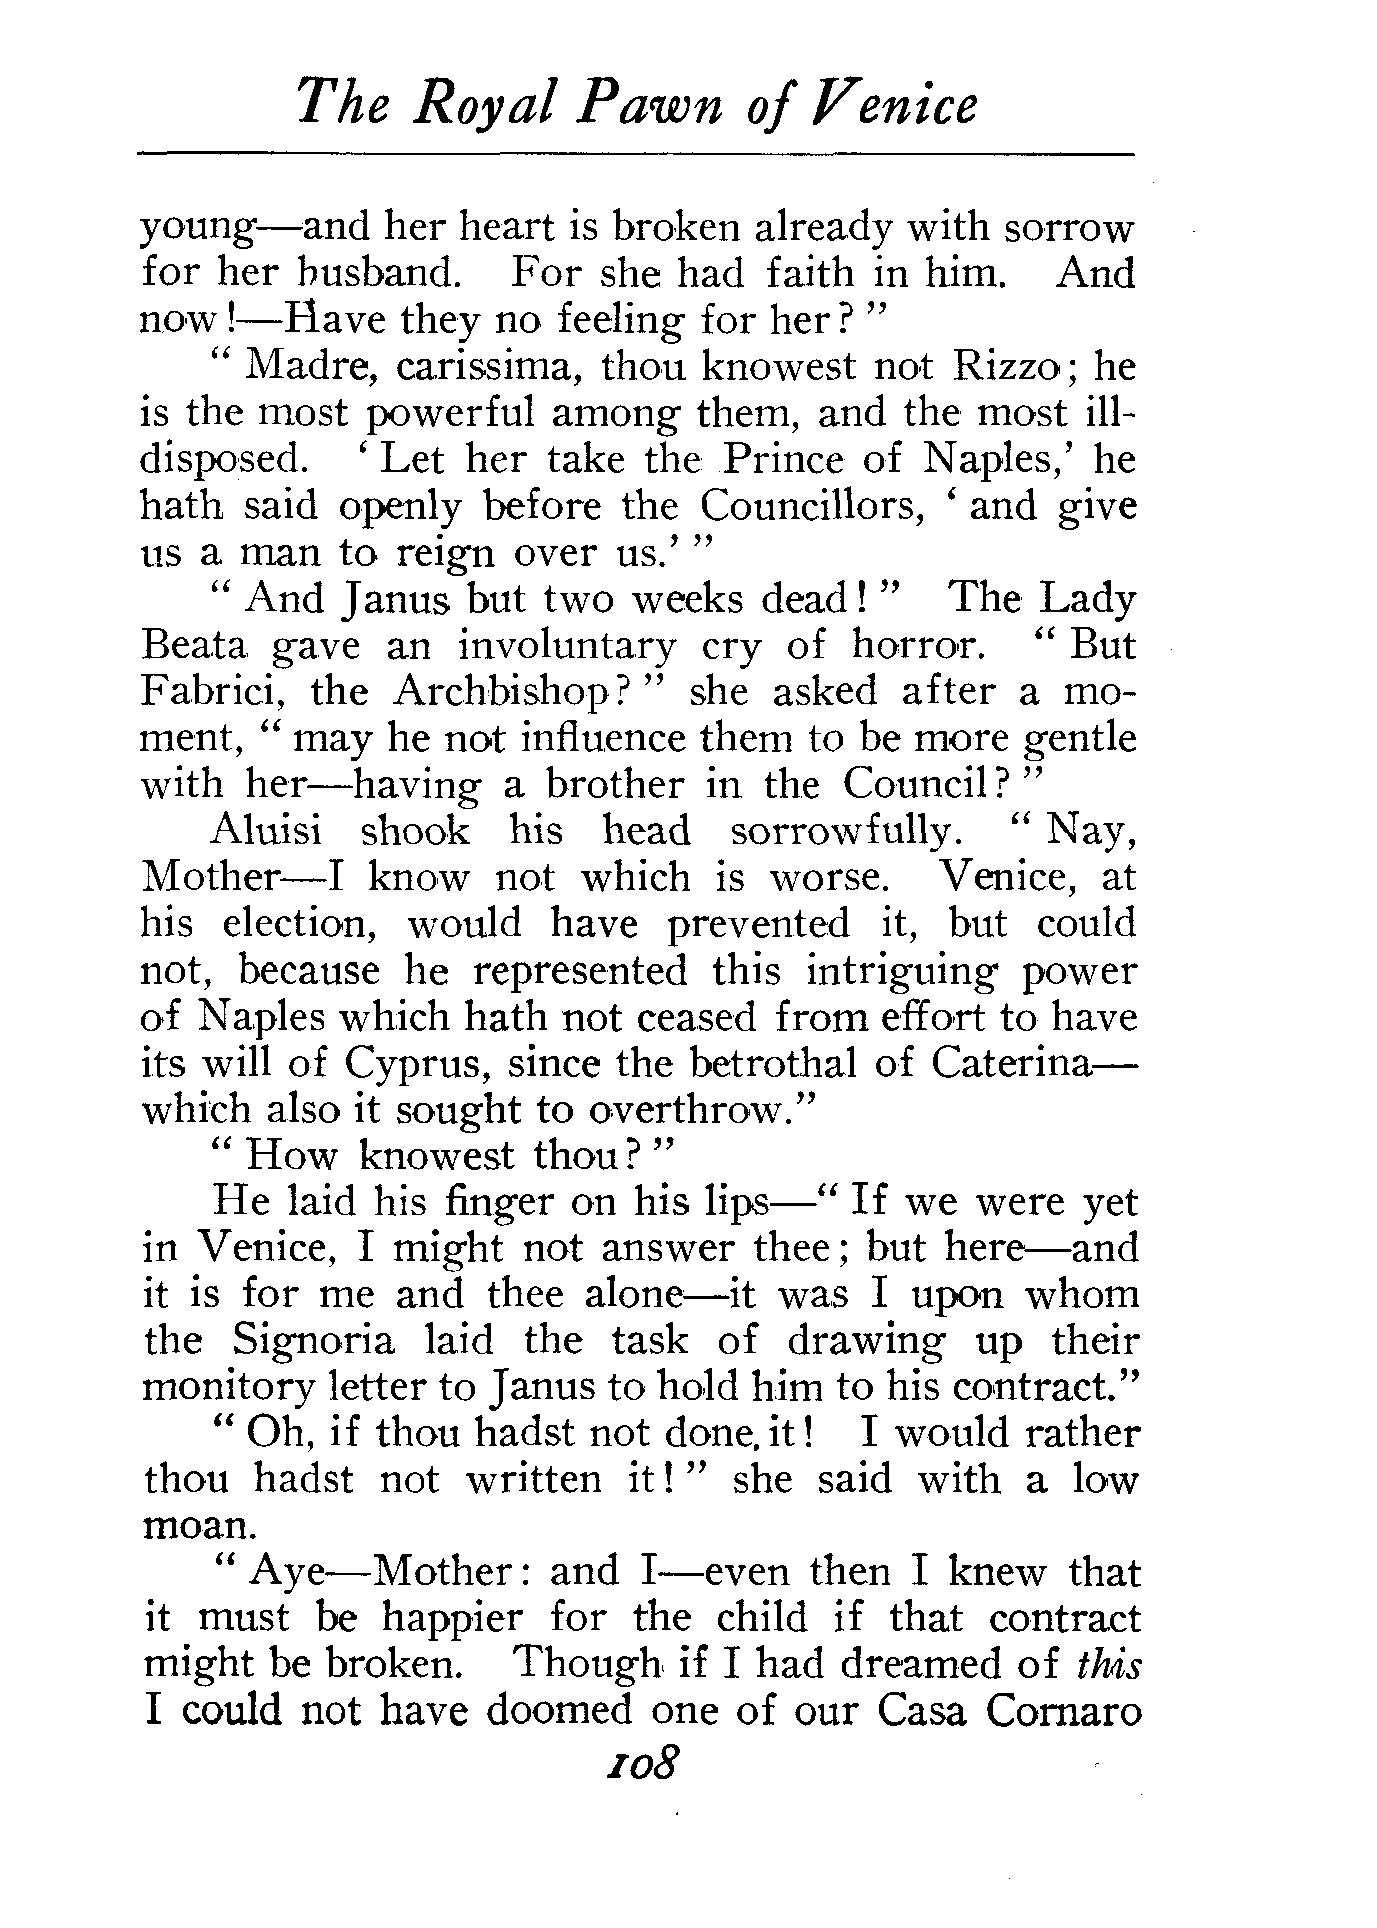 The Royal Pawn of Venice
young—and her heart is broken already with sorrow
for her husband. For she had faith in him. And
now!—Have they no feeling for her?"
"Madre, carissima, thou knowest not Rizzo; he
is the most powerful among them, and the most ill-
disposed. 'Let her take the Prince of Naples,' he
hath said openly before the Councillors, 'and give
us a man to reign over us.'"
"And Janus but two weeks dead!" The Lady
Beata gave an involuntary cry of horror. "But
Fabrici, the Archbishop?" she asked after a mo-
ment, "may he not influence them to be more gentle
with her—having a brother in the Council?"
Aluisi shook his head sorrowfully. "Nay,
Mother—I know not which is worse. Venice, at
his election, would have prevented it, but could
not, because he represented this intriguing power
of Naples which hath not ceased from effort to have
its will of Cyprus, since the betrothal of Caterina—
which also it sought to overthrow."
"How knowest thou?"
He laid his finger on his lips—"If we were yet
in Venice, I might not answer thee; but here—and
it is for me and thee alone—it was I upon whom
the Signoria laid the task of drawing up their
monitory letter to Janus to hold him to his contract."
"Oh, if thou hadst not done it! I would rather
thou hadst not written it!" she said with a low
moan.
"Aye—Mother: and I—even then I knew that
it must be happier for the child if that contract
might be broken. Though if I had dreamed of this
I could not have doomed one of our Casa Cornaro
108